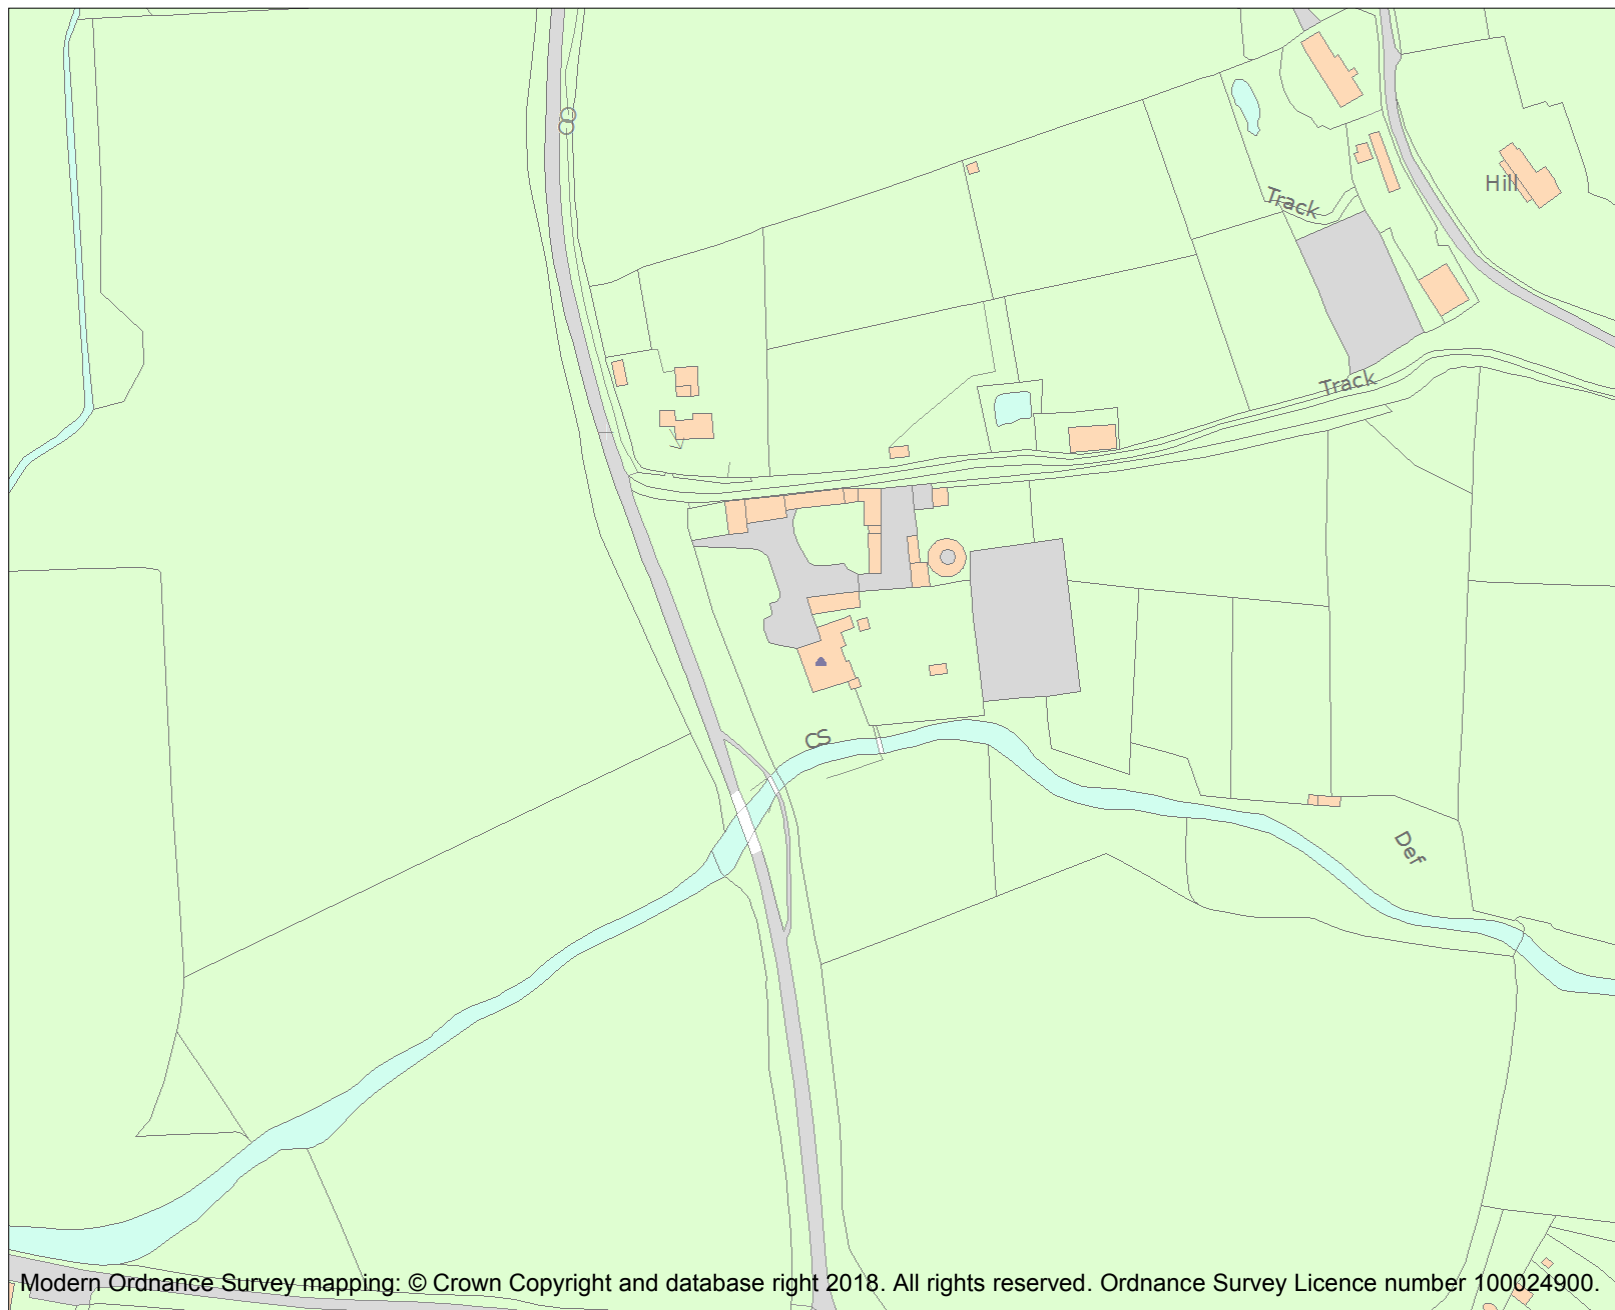 Track
Hill
Track
CS
Def
Modern Ordnance Survey mapping: © Crown Copyright and database right 2018. All rights reserved. Ordnance Survey Licence number 100024900.